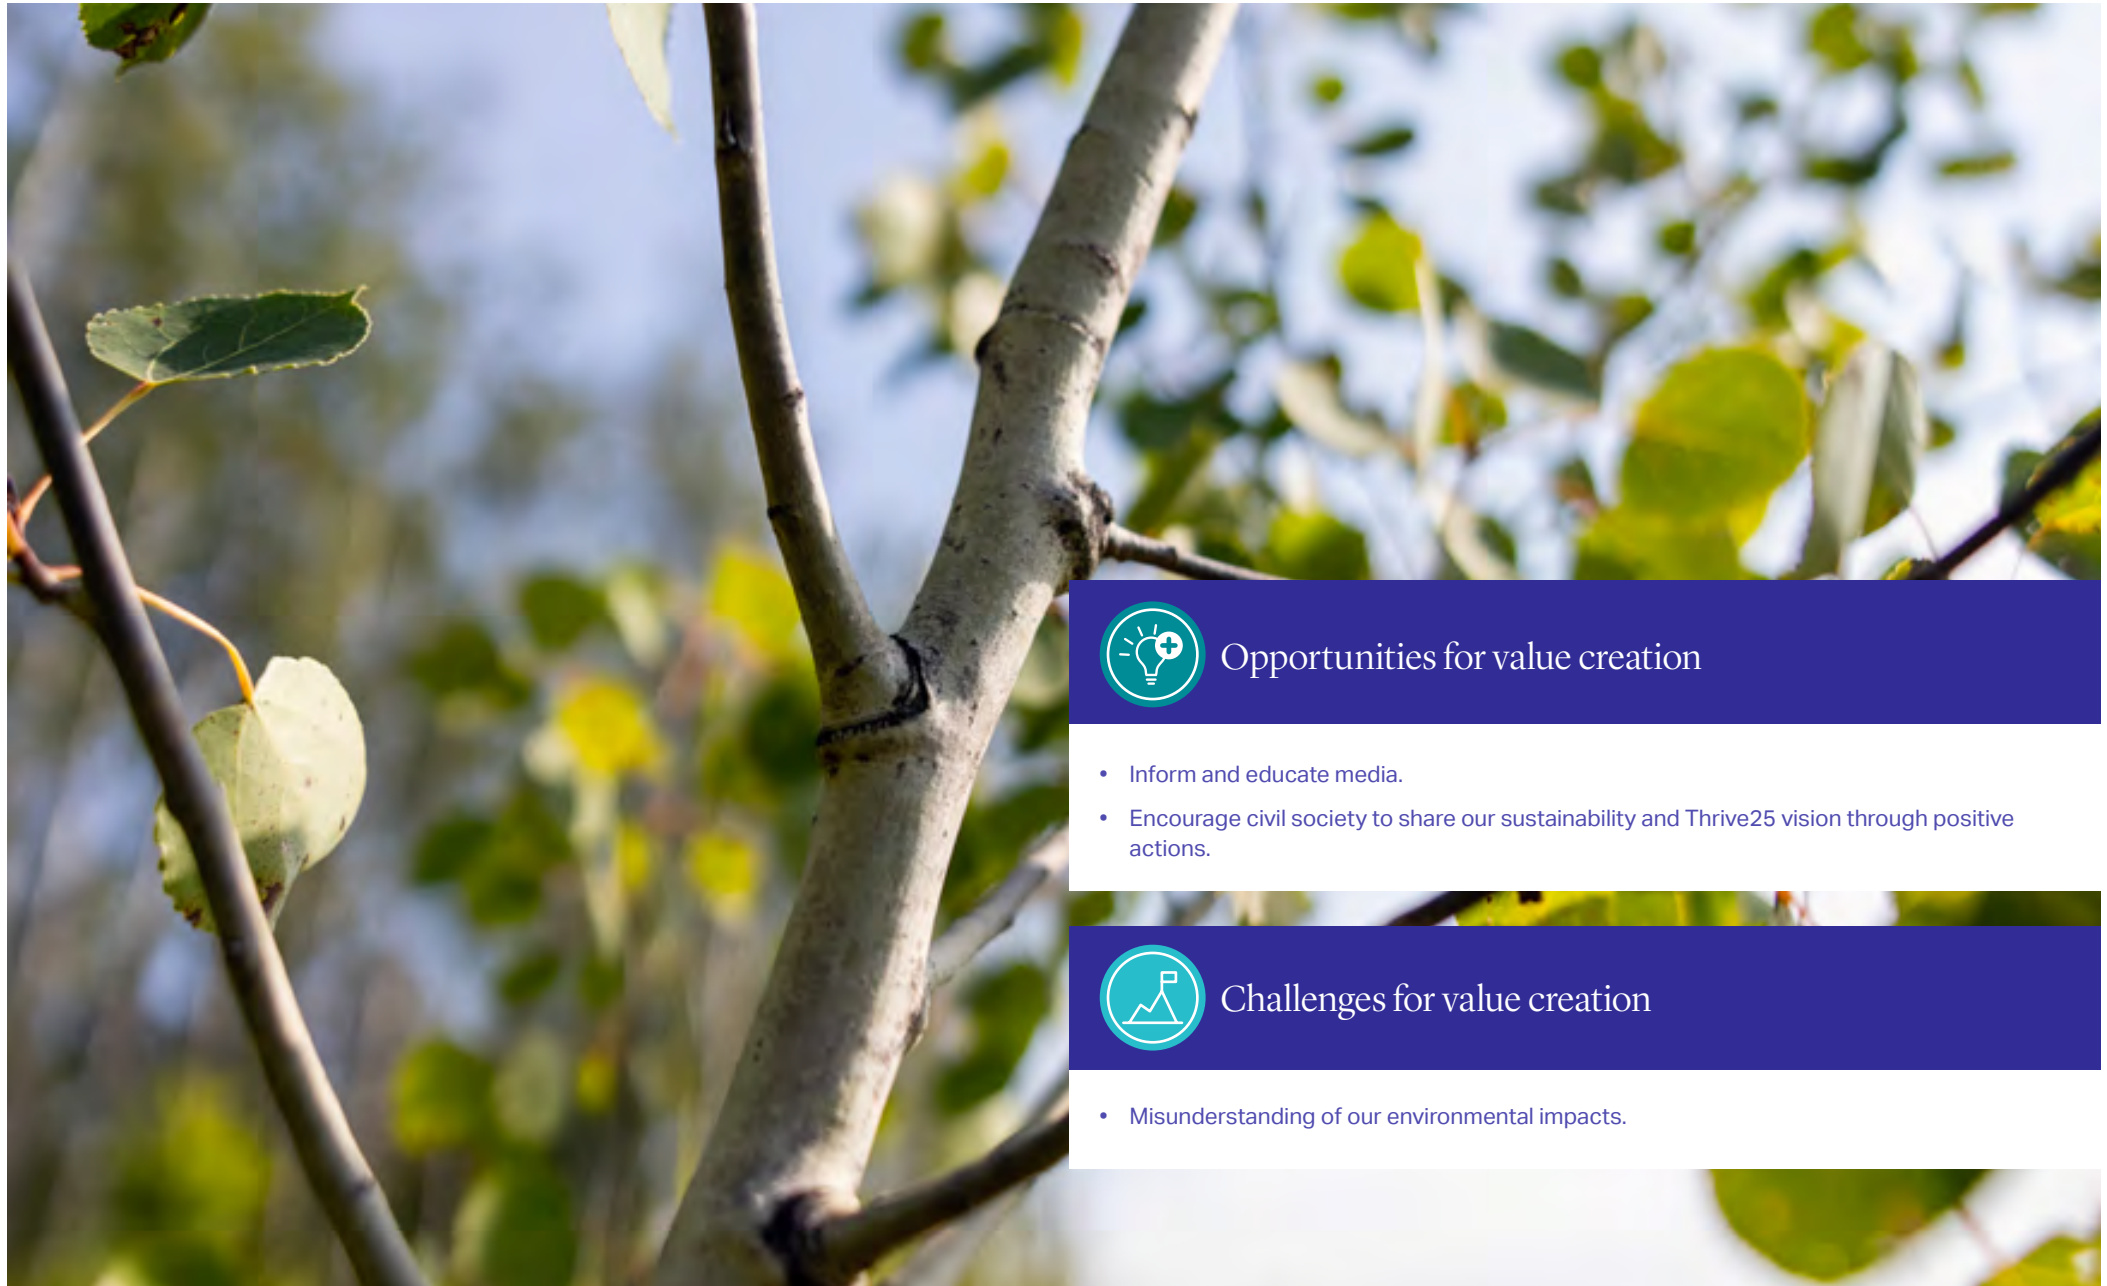 Opportunities for value creation
• Inform and educate media.
• Encourage civil society to share our sustainability and Thrive25 vision through positive
actions.
Challenges for value creation
• Misunderstanding of our environmental impacts.